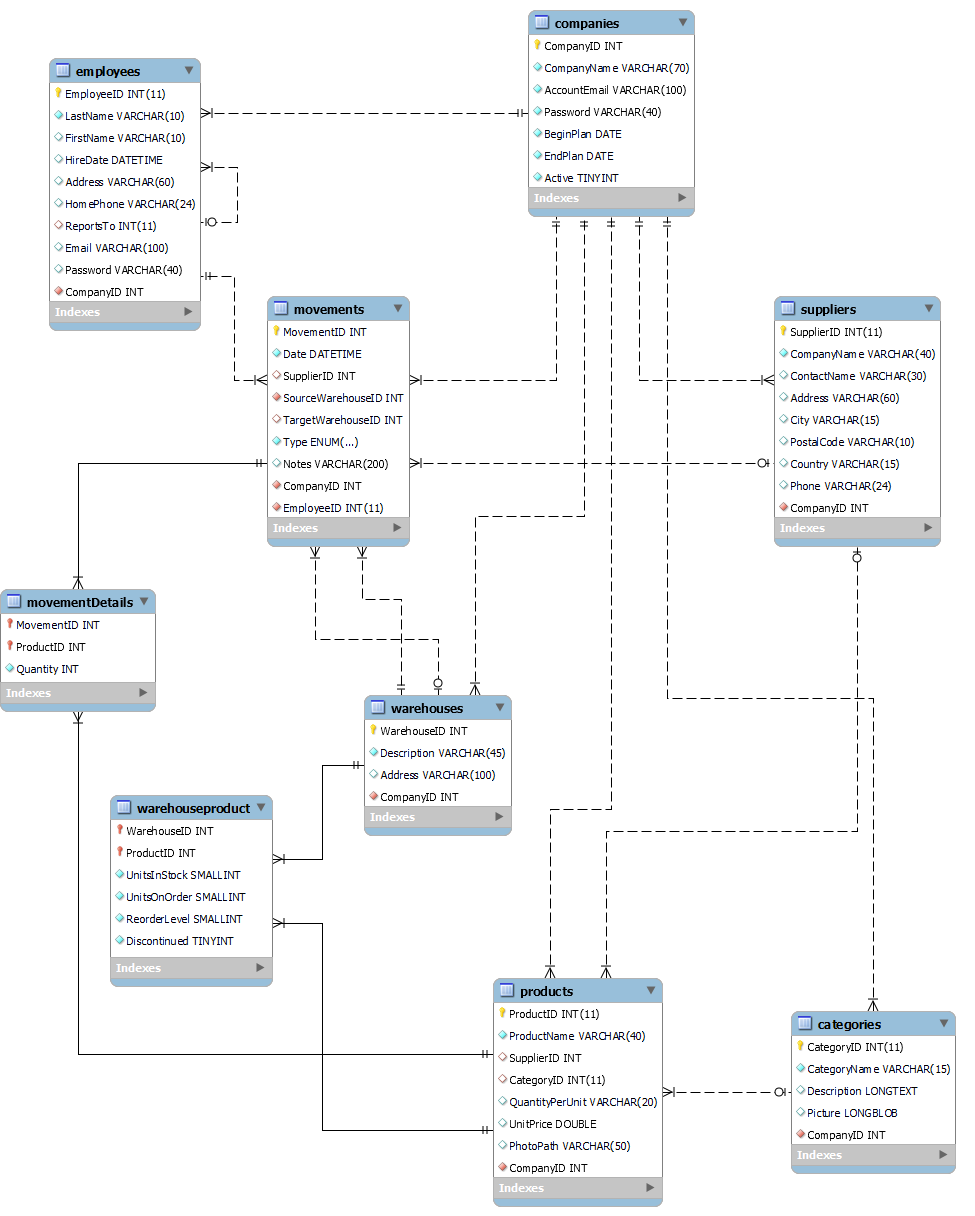 companies
CompanyID INT
CompanyName VARCHAR(70)
AccountEmail VARCHAR(100)
Password VARCHAR(40)
BeginPlan DATE
EndPlan DATE
Active TINYINT
Indexes
employees
EmployeeID INT(11)
LastName VARCHAR(10)
FirstName VARCHAR(10)
HireDate DATETIME
Address VARCHAR(60)
HomePhone VARCHAR(24)
ReportsTo INT(11)
Email VARCHAR(100)
Password VARCHAR(40)
CompanyID INT
Indexes
movements
MovementID INT
Date DATETIME
SupplierID INT
SourceWarehouseID INT
TargetWarehouseID INT
Type ENUM(...)
Notes VARCHAR(200)
CompanyID INT
EmployeeID INT(11)
Indexes
suppliers
SupplierID INT(11)
CompanyName VARCHAR(40)
ContactName VARCHAR(30)
Address VARCHAR(60)
City VARCHAR(15)
PostalCode VARCHAR(10)
Country VARCHAR(15)
Phone VARCHAR(24)
CompanyID INT
Indexes
movementDetails
MovementID INT
ProductID INT
Quantity INT
Indexes
warehouses
WarehouseID INT
Description VARCHAR(45)
Address VARCHAR(100)
CompanyID INT
Indexes
warehouseproduct
WarehouseID INT
ProductID INT
UnitsInStock SMALLINT
UnitsOnOrder SMALLINT
ReorderLevel SMALLINT
Discontinued TINYINT
Indexes
products
ProductID INT(11)
ProductName VARCHAR(40)
SupplierID INT
CategoryID INT(11)
QuantityPerUnit VARCHAR(20)
UnitPrice DOUBLE
PhotoPath VARCHAR(50)
CompanyID INT
Indexes
categories
CategoryID INT(11)
CategoryName VARCHAR(15)
Description LONGTEXT
Picture LONGBLOB
CompanyID INT
Indexes